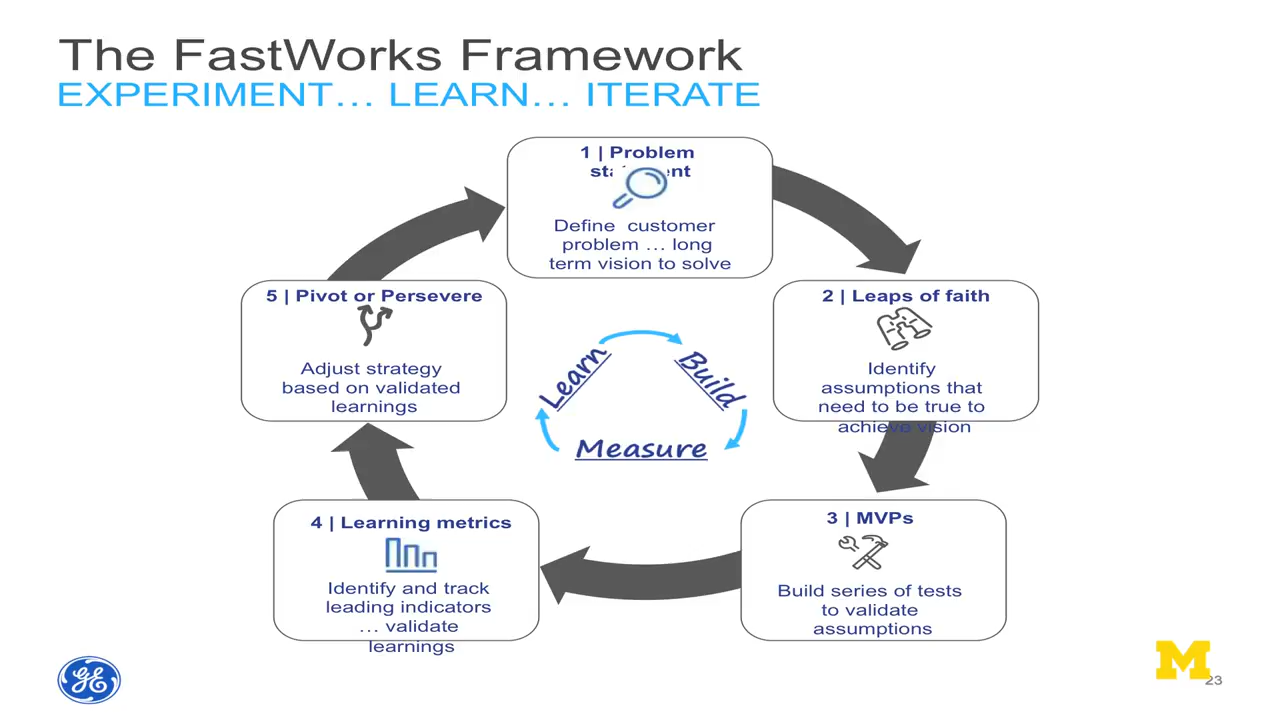 The FastWorks Framework
EXPERIMENT… LEARN… ITERATE
1 | Problem
Define customer
problem … long
term vision to solve
5 | Pivot or Persevere
Adjust strategy
based on validated
learnings
2 | Leaps of faith
Identify
assumptions that
need to be true to
achieve vision
Learn
Build
Measure
4 | Learning metrics
Identify and track
leading indicators
… validate
learnings
3 | MVPs
Build series of tests
to validate
assumptions
GE
M
23